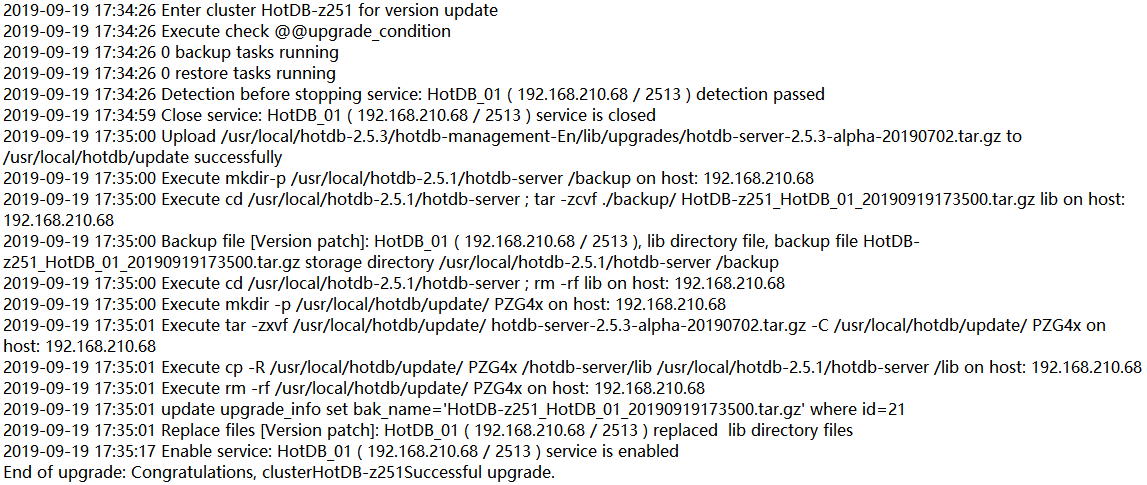 2019-09-19 17:34:26 Enter cluster HotDB-z251 for version update
2019-09-19 17:34:26 Execute check @@upgrade_condition
2019-09-19 17:34:26 0 backup tasks running
2019-09-19 17:34:26 0 restore tasks running
2019-09-19 17:34:26 Detection before stopping service: HotDB_01 ( 192.168.210.68 / 2513 ) detection passed
2019-09-19 17:34:59 Close service: HotDB_01 ( 192.168.210.68 / 2513 ) service is closed
2019-09-19 17:35:00 Upload /usr/local/hotdb-2.5.3/hotdb-management-En/lib/upgrades/hotdb-server-2.5.3-alpha-20190702.tar.gz to
/usr/local/hotdb/update successfully
2019-09-19 17:35:00 Execute mkdir-p /usr/local/hotdb-2.5.1/hotdb-server /backup on host: 192.168.210.68
2019-09-19 17:35:00 Execute cd /usr/local/hotdb-2.5.1/hotdb-server ; tar -zcvf ./backup/ HotDB-z251_HotDB_01_20190919173500.tar.gz lib on host:
192.168.210.68
2019-09-19 17:35:00 Backup file [Version patch]: HotDB_01 ( 192.168.210.68 / 2513 ), lib directory file, backup file HotDB-
z251_HotDB_01_20190919173500.tar.gz storage directory /usr/local/hotdb-2.5.1/hotdb-server /backup
2019-09-19 17:35:00 Execute cd /usr/local/hotdb-2.5.1/hotdb-server ; rm -rf lib on host: 192.168.210.68
2019-09-19 17:35:00 Execute mkdir -p /usr/local/hotdb/update/ PZG4x on host: 192.168.210.68
2019-09-19 17:35:01 Execute tar -zxvf /usr/local/hotdb/update/ hotdb-server-2.5.3-alpha-20190702.tar.gz -C /usr/local/hotdb/update/ PZG4x on
host: 192.168.210.68
2019-09-19 17:35:01 Execute cp -R /usr/local/hotdb/update/ PZG4x /hotdb-server/lib /usr/local/hotdb-2.5.1/hotdb-server /lib on host: 192.168.210.68
2019-09-19 17:35:01 Execute rm -rf /usr/local/hotdb/update/ PZG4x on host: 192.168.210.68
2019-09-19 17:35:01 update upgrade_info set bak_name='HotDB-z251_HotDB_01_20190919173500.tar.gz' where id=21
2019-09-19 17:35:01 Replace files [Version patch]: HotDB_01 ( 192.168.210.68 / 2513 ) replaced  lib directory files
2019-09-19 17:35:17 Enable service: HotDB_01 ( 192.168.210.68 / 2513 ) service is enabled
End of upgrade: Congratulations, clusterHotDB-z251Successful upgrade.